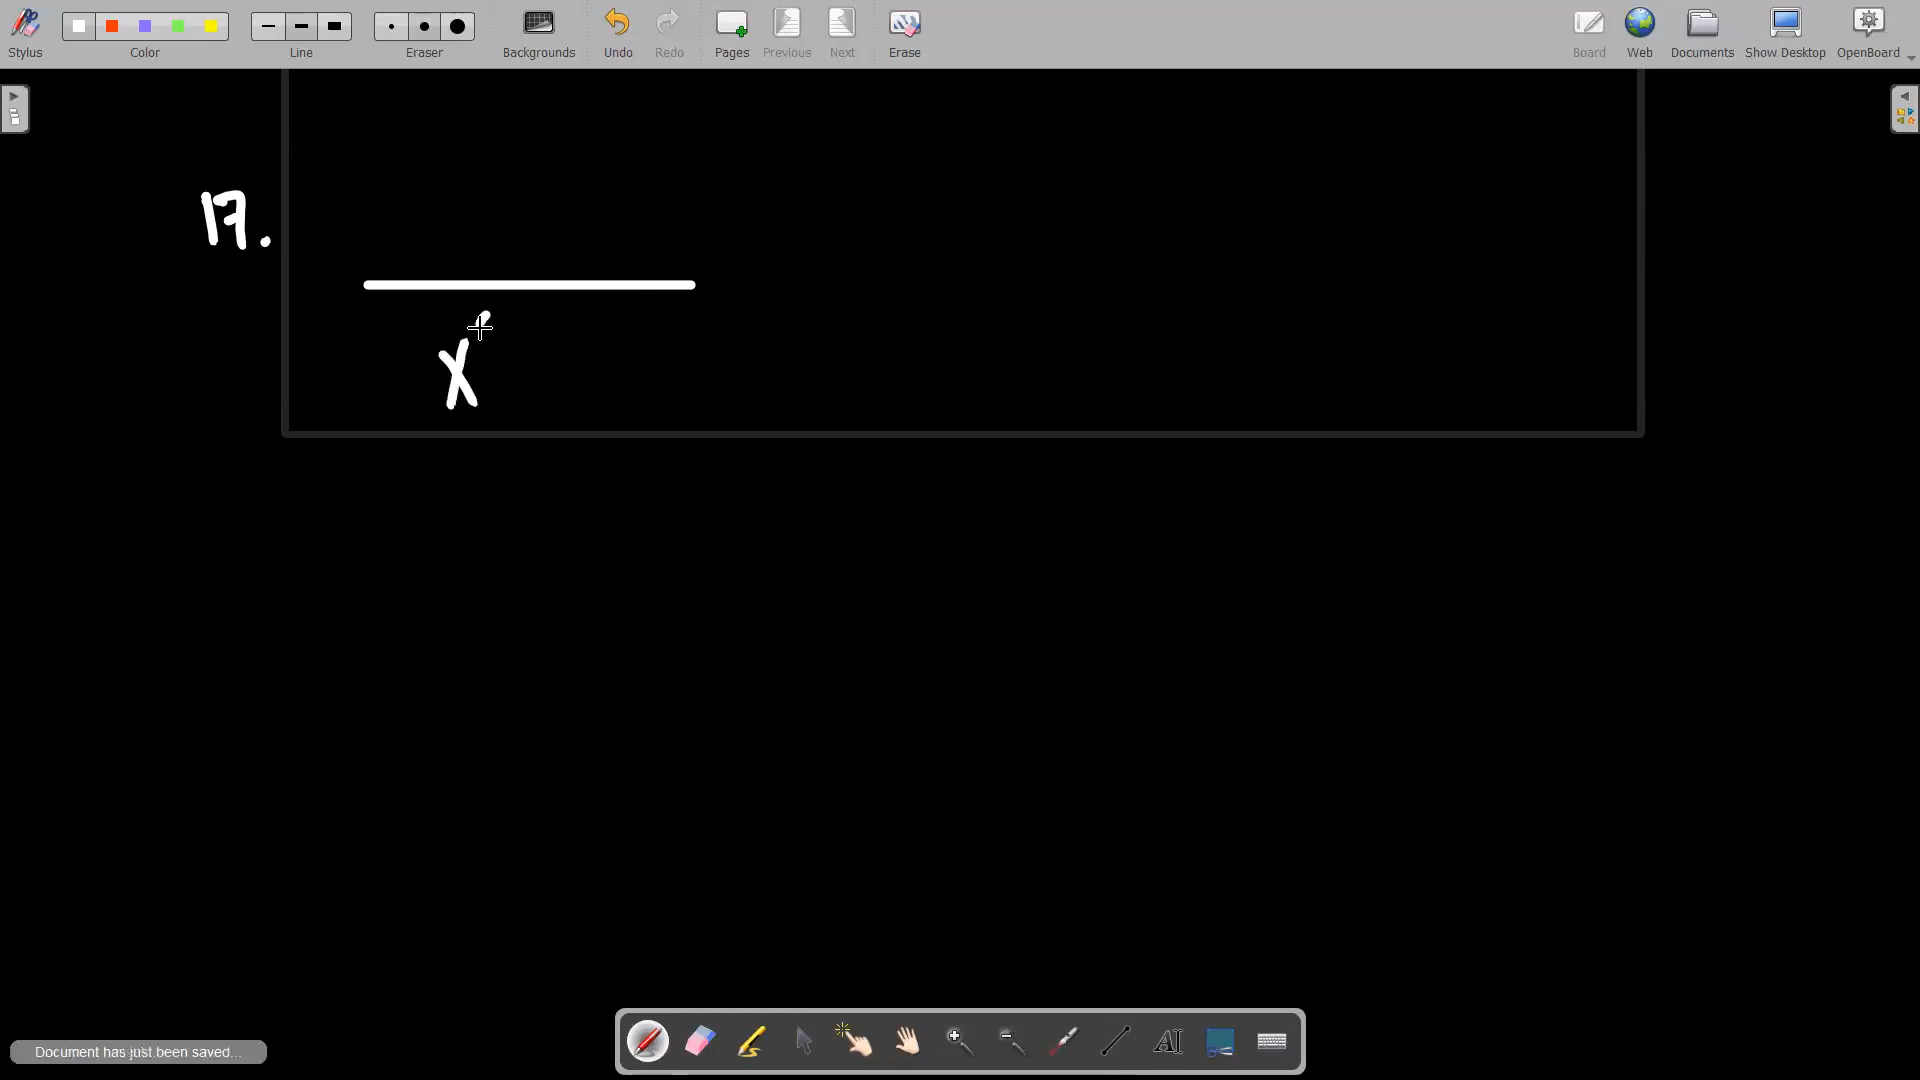 Stylus Color Line Eraser Backgrounds Undo Redo Pages Previous Next Erase Board Web Documents Show Desktop OpenBoard
17.
x
Document has just been saved...